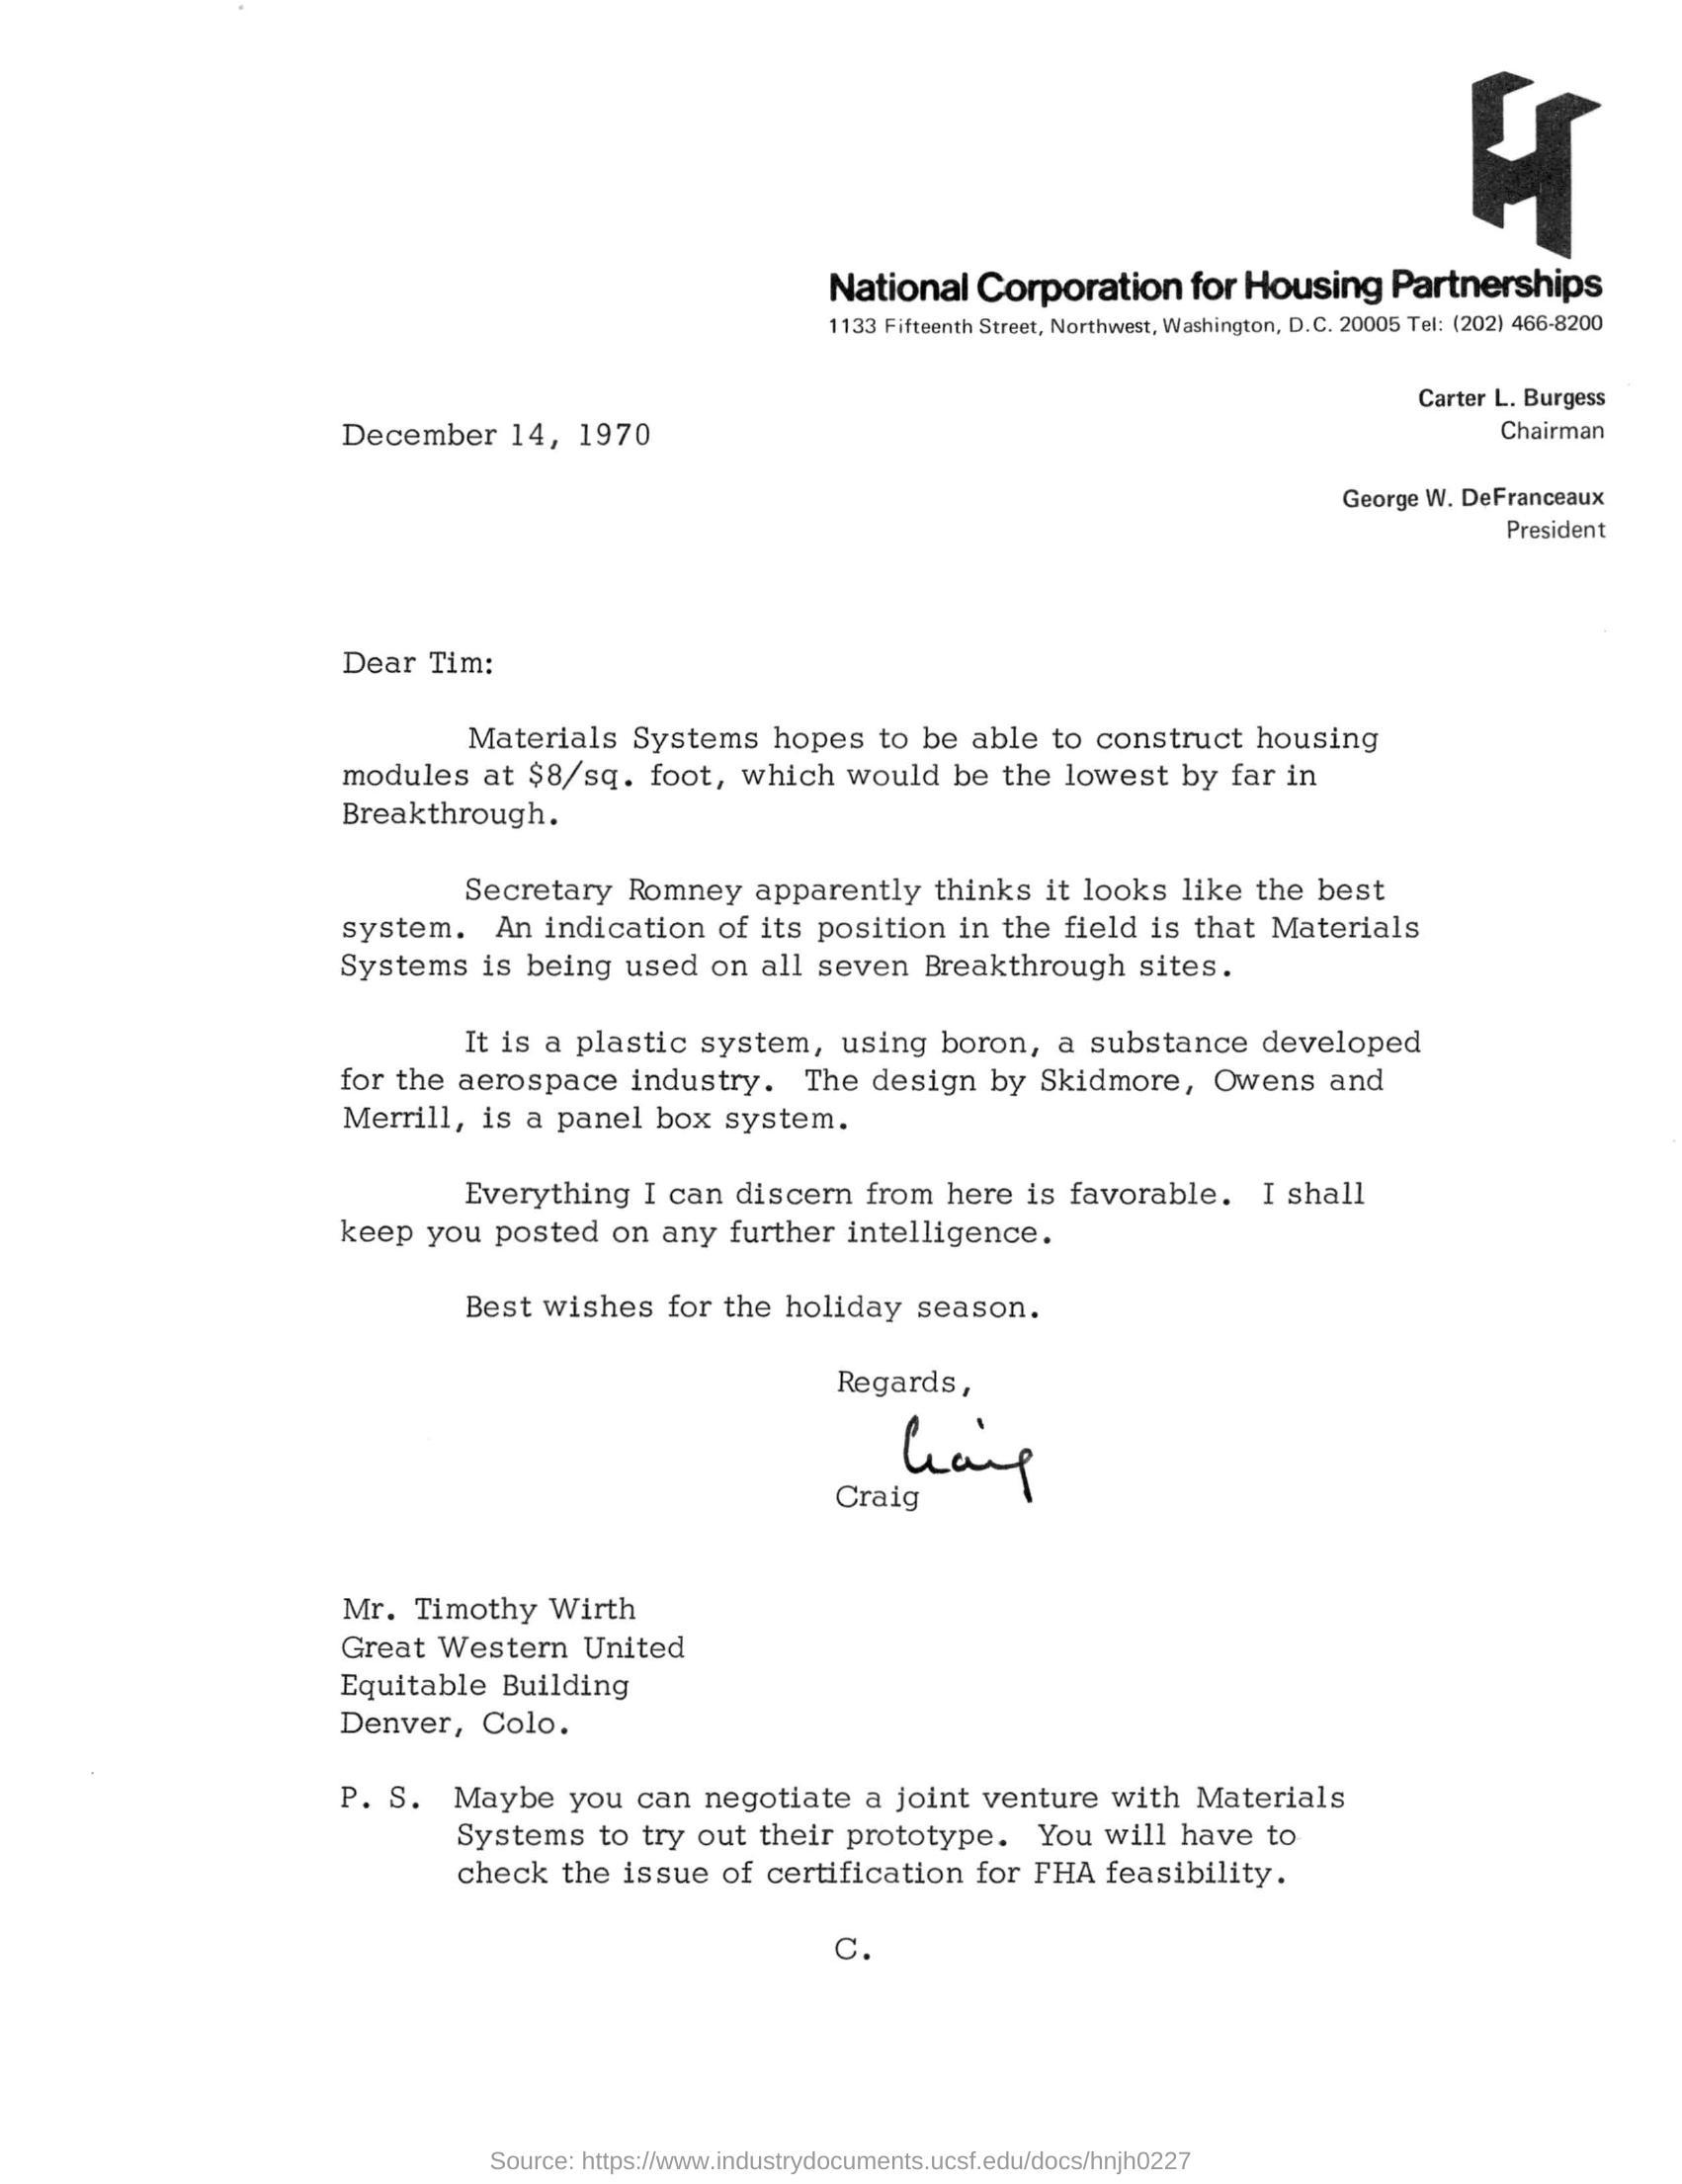 National Corporation for Housing Partnerships
1133 Fifteenth Street, Northwest, Washington, D.C. 20005 Tel: (202) 466-8200
Carter L. Burgess
Chairman
December 14, 1970
George W. DeFranceaux
President
Dear Tim:
Materials Systems hopes to be able to construct housing
modules at $8/sq. foot, which would be the lowest by far in
Breakthrough.
Secretary Romney apparently thinks it looks like the best
system. An indication of its position in the field is that Materials
Systems is being used on all seven Breakthrough sites.
It is a plastic system, using boron, a substance developed
for the aerospace industry. The design by Skidmore, Owens and
Merrill, is a panel box system.
Everything I can discern from here is favorable. I shall
keep you posted on any further intelligence.
Best wishes for the holiday season.
Regards,
Craig
Craig
Mr. Timothy Wirth
Great Western United
Equitable Building
Denver, Colo.
P. S. Maybe you can negotiate a joint venture with Materials
Systems to try out their prototype. You will have to
check the issue of certification for FHA feasibility.
C.
Source: https://www.industrydocuments.ucsf.edu/docs/hnjh0227